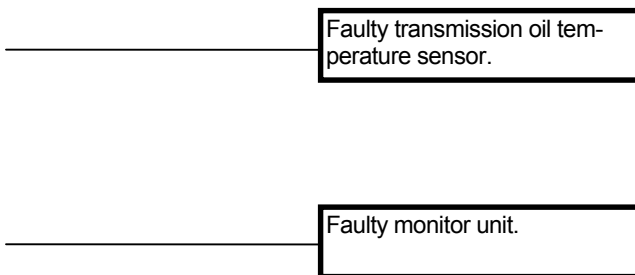 Faulty transmission oil tem-
perature sensor.
Faulty monitor unit.